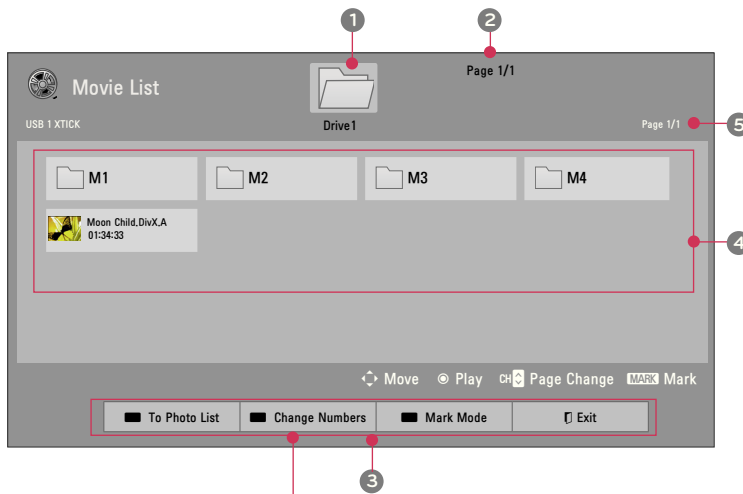 1
2
Page 1/1
Movie List
USB 1 XTICK
Drive1
Page 1/1
5
M1
M2
M3
M4
Moon Child.DivX.A
01:34:33
4
Move
Play
CH Page Change
MARK Mark
To Photo List
Change Numbers
Mark Mode
Exit
3